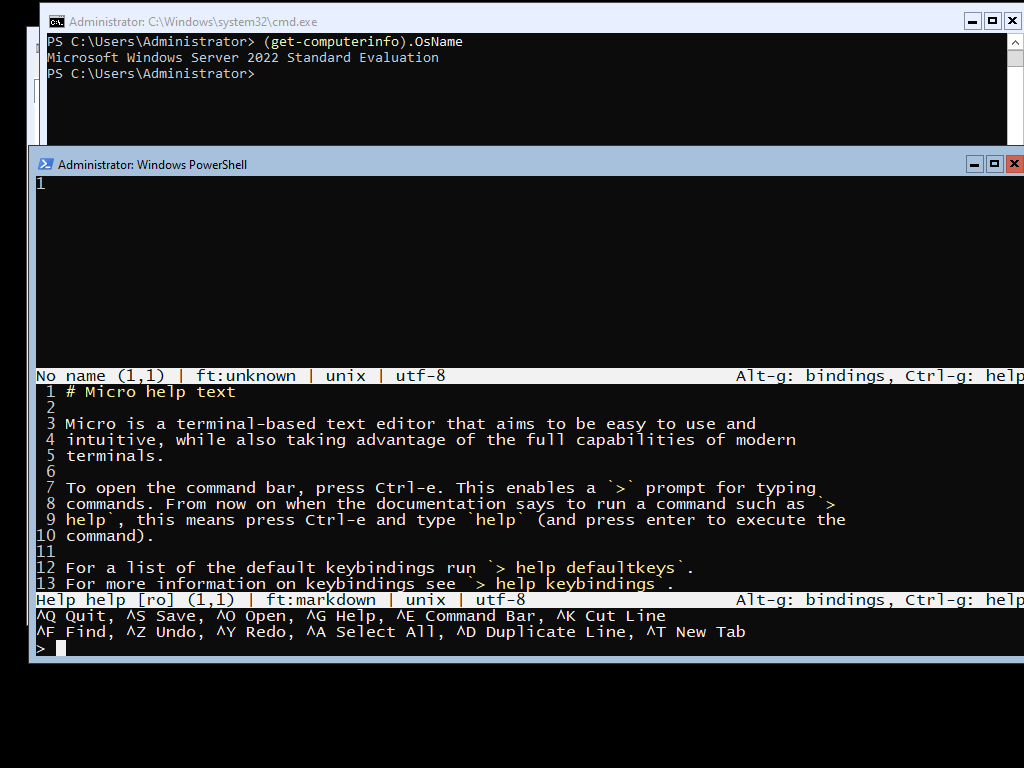 Administrator: C:\Windows\system32\cmd.exe
PS C:\Users\Administrator> (get-computerinfo).OsName
Microsoft Windows Server 2022 Standard Evaluation
PS C:\Users\Administrator>
Administrator: Windows PowerShell
1
No name (1,1) | ft:unknown | unix | utf-8 Alt-g: bindings, Ctrl-g: help
1 # Micro help text
2
3 Micro is a terminal-based text editor that aims to be easy to use and
4 intuitive, while also taking advantage of the full capabilities of modern
5 terminals.
6
7 To open the command bar, press Ctrl-e. This enables a `>` prompt for typing
8 commands. From now on when the documentation says to run a command such as `>
9 help`, this means press Ctrl-e and type `help` (and press enter to execute the
10 command).
11
12 For a list of the default keybindings run `> help defaultkeys`.
13 For more information on keybindings see `> help keybindings`.
Help help [ro] (1,1) | ft:markdown | unix | utf-8 Alt-g: bindings, Ctrl-g: help
^Q Quit, ^S Save, ^O Open, ^G Help, ^E Command Bar, ^K Cut Line
^F Find, ^Z Undo, ^Y Redo, ^A Select All, ^D Duplicate Line, ^T New Tab
>